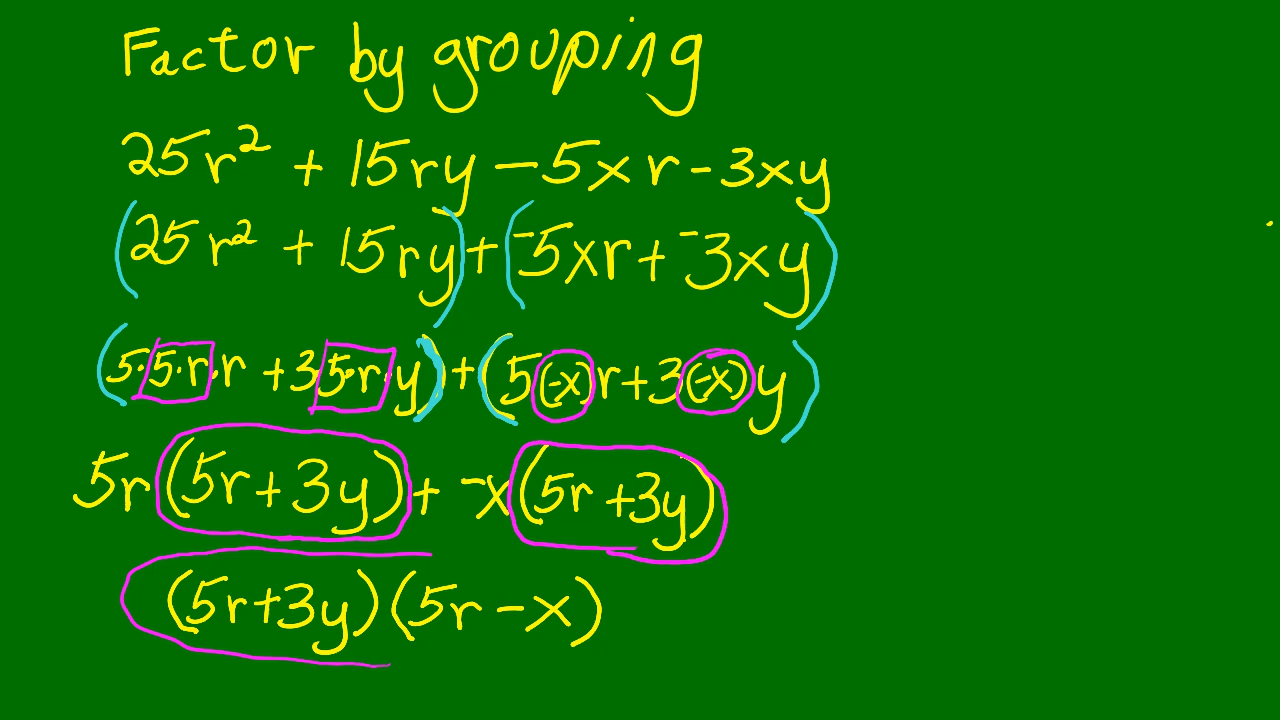 Factor by grouping
25r² + 15ry - 5xr - 3xy
(25r² + 15ry) + (⁻5xr + ⁻3xy)
(5·5·r·r + 3 5·r·y) + (5(-x)r + 3(-x)y)
5r(5r + 3y) + ⁻x(5r + 3y)
(5r + 3y)(5r - x)